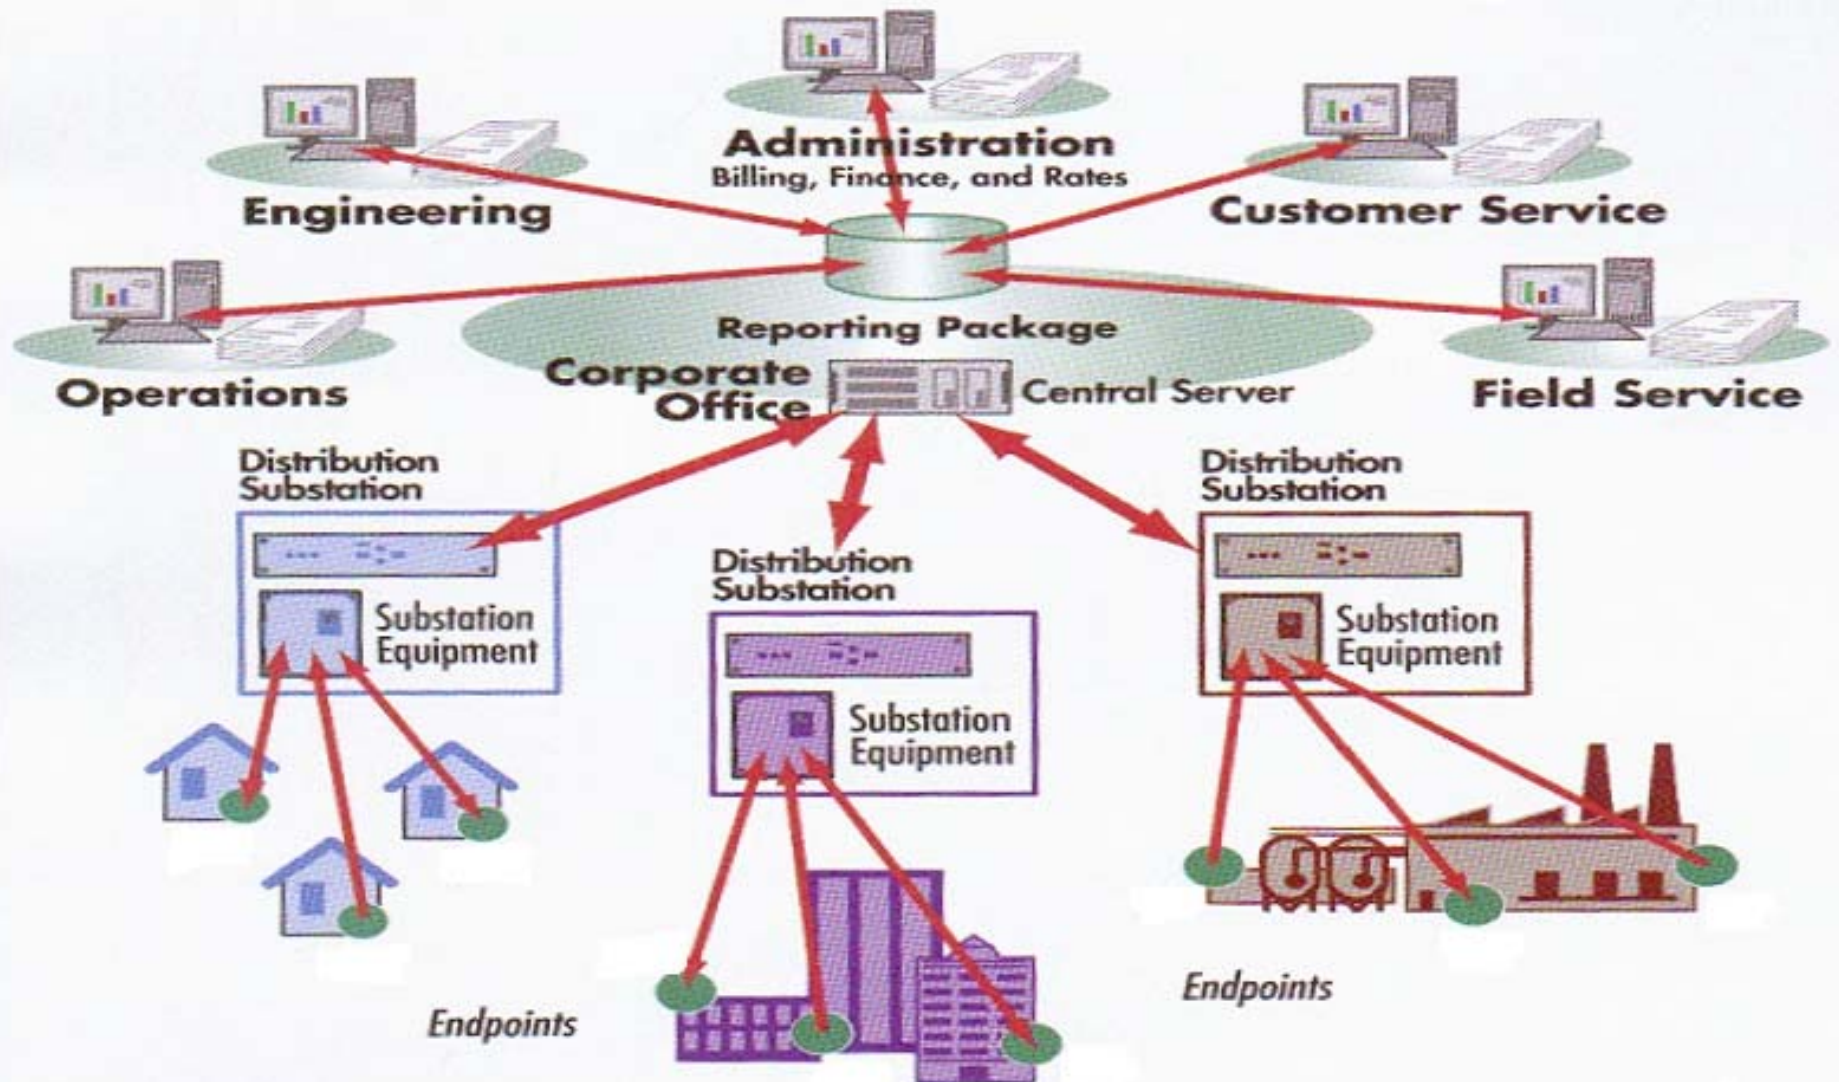 Administration
Billing, Finance, and Rates
Engineering
Customer Service
Operations
Reporting Package
Field Service
Corporate
Office
Central Server
Distribution
Substation
Substation
Equipment
Distribution
Substation
Substation
Equipment
Distribution
Substation
Substation
Equipment
Endpoints
Endpoints